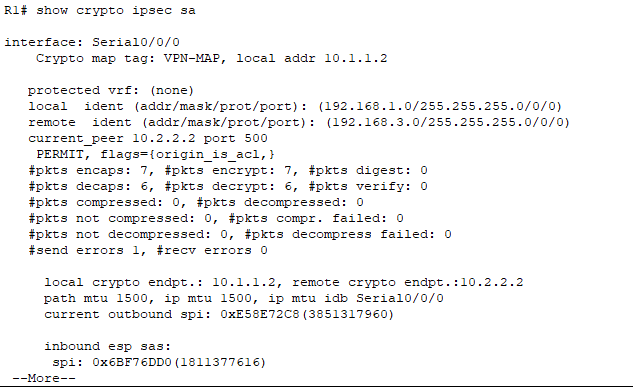 R1# show crypto ipsec sa
interface: Serial0/0/0
Crypto map tag: VPN-MAP, local addr 10.1.1.2
protected vrf: (none)
local  ident (addr/mask/prot/port): (192.168.1.0/255.255.255.0/0/0)
remote  ident (addr/mask/prot/port): (192.168.3.0/255.255.255.0/0/0)
current_peer 10.2.2.2 port 500
PERMIT, flags={origin_is_acl,}
#pkts encaps: 7, #pkts encrypt: 7, #pkts digest: 0
#pkts decaps: 6, #pkts decrypt: 6, #pkts verify: 0
#pkts compressed: 0, #pkts decompressed: 0
#pkts not compressed: 0, #pkts compr. failed: 0
#pkts not decompressed: 0, #pkts decompress failed: 0
#send errors 1, #recv errors 0
local crypto endpt.: 10.1.1.2, remote crypto endpt.:10.2.2.2
path mtu 1500, ip mtu 1500, ip mtu idb Serial0/0/0
current outbound spi: 0xE58E72C8(3851317960)
inbound esp sas:
spi: 0x6BF76DD0(1811377616)
--More--